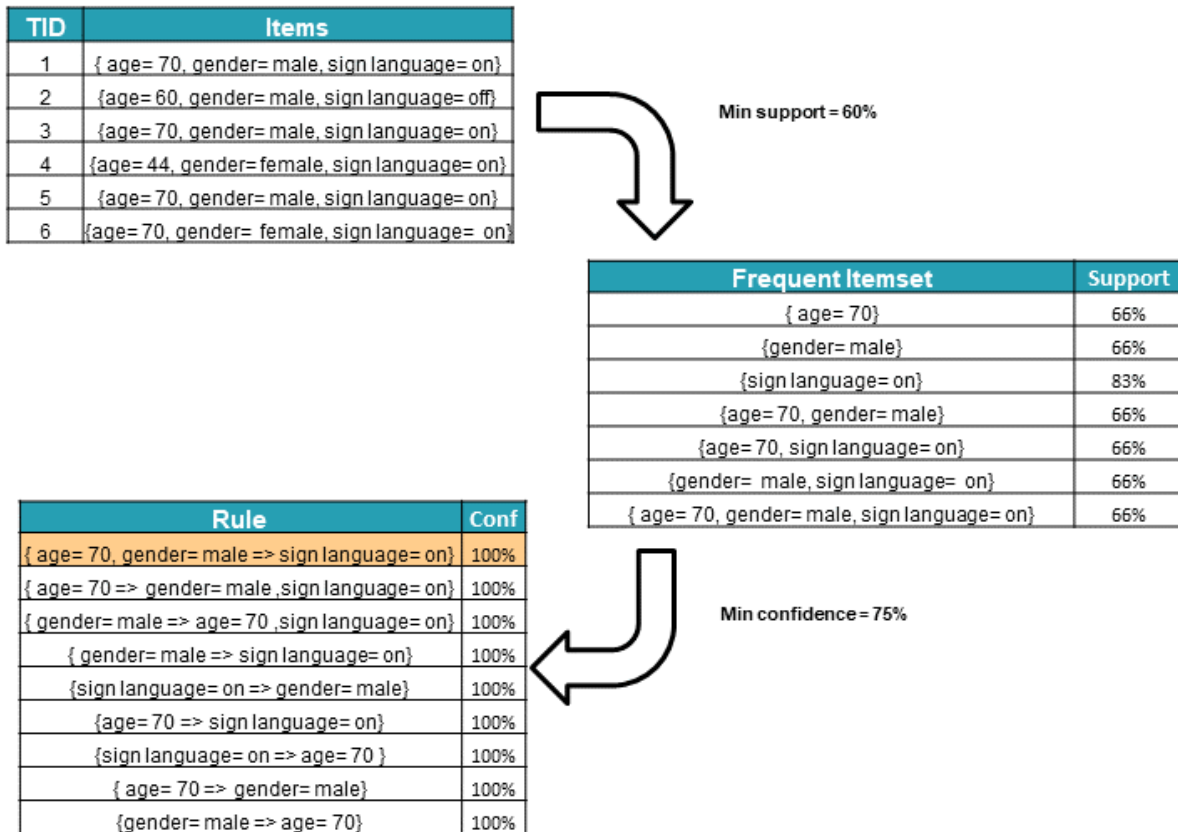 TID Items
1 { age= 70, gender= male, sign language= on}
2 {age= 60, gender= male, sign language= off}
3 {age= 70, gender= male, sign language= on}
4 {age= 44, gender= female, sign language= on}
5 {age= 70, gender= male, sign language= on}
6 {age= 70, gender= female, sign language= on}
Min support = 60%
Frequent Itemset Support
{ age= 70} 66%
{gender= male} 66%
{sign language= on} 83%
{age= 70, gender= male} 66%
{age= 70, sign language= on} 66%
{gender= male, sign language= on} 66%
{ age= 70, gender= male, sign language= on} 66%
Min confidence = 75%
Rule Conf
{ age= 70, gender= male => sign language= on} 100%
{ age= 70 => gender= male ,sign language= on} 100%
{ gender= male => age= 70 ,sign language= on} 100%
{ gender= male => sign language= on} 100%
{sign language= on => gender= male} 100%
{age= 70 => sign language= on} 100%
{sign language= on => age= 70 } 100%
{ age= 70 => gender= male} 100%
{gender= male => age= 70} 100%